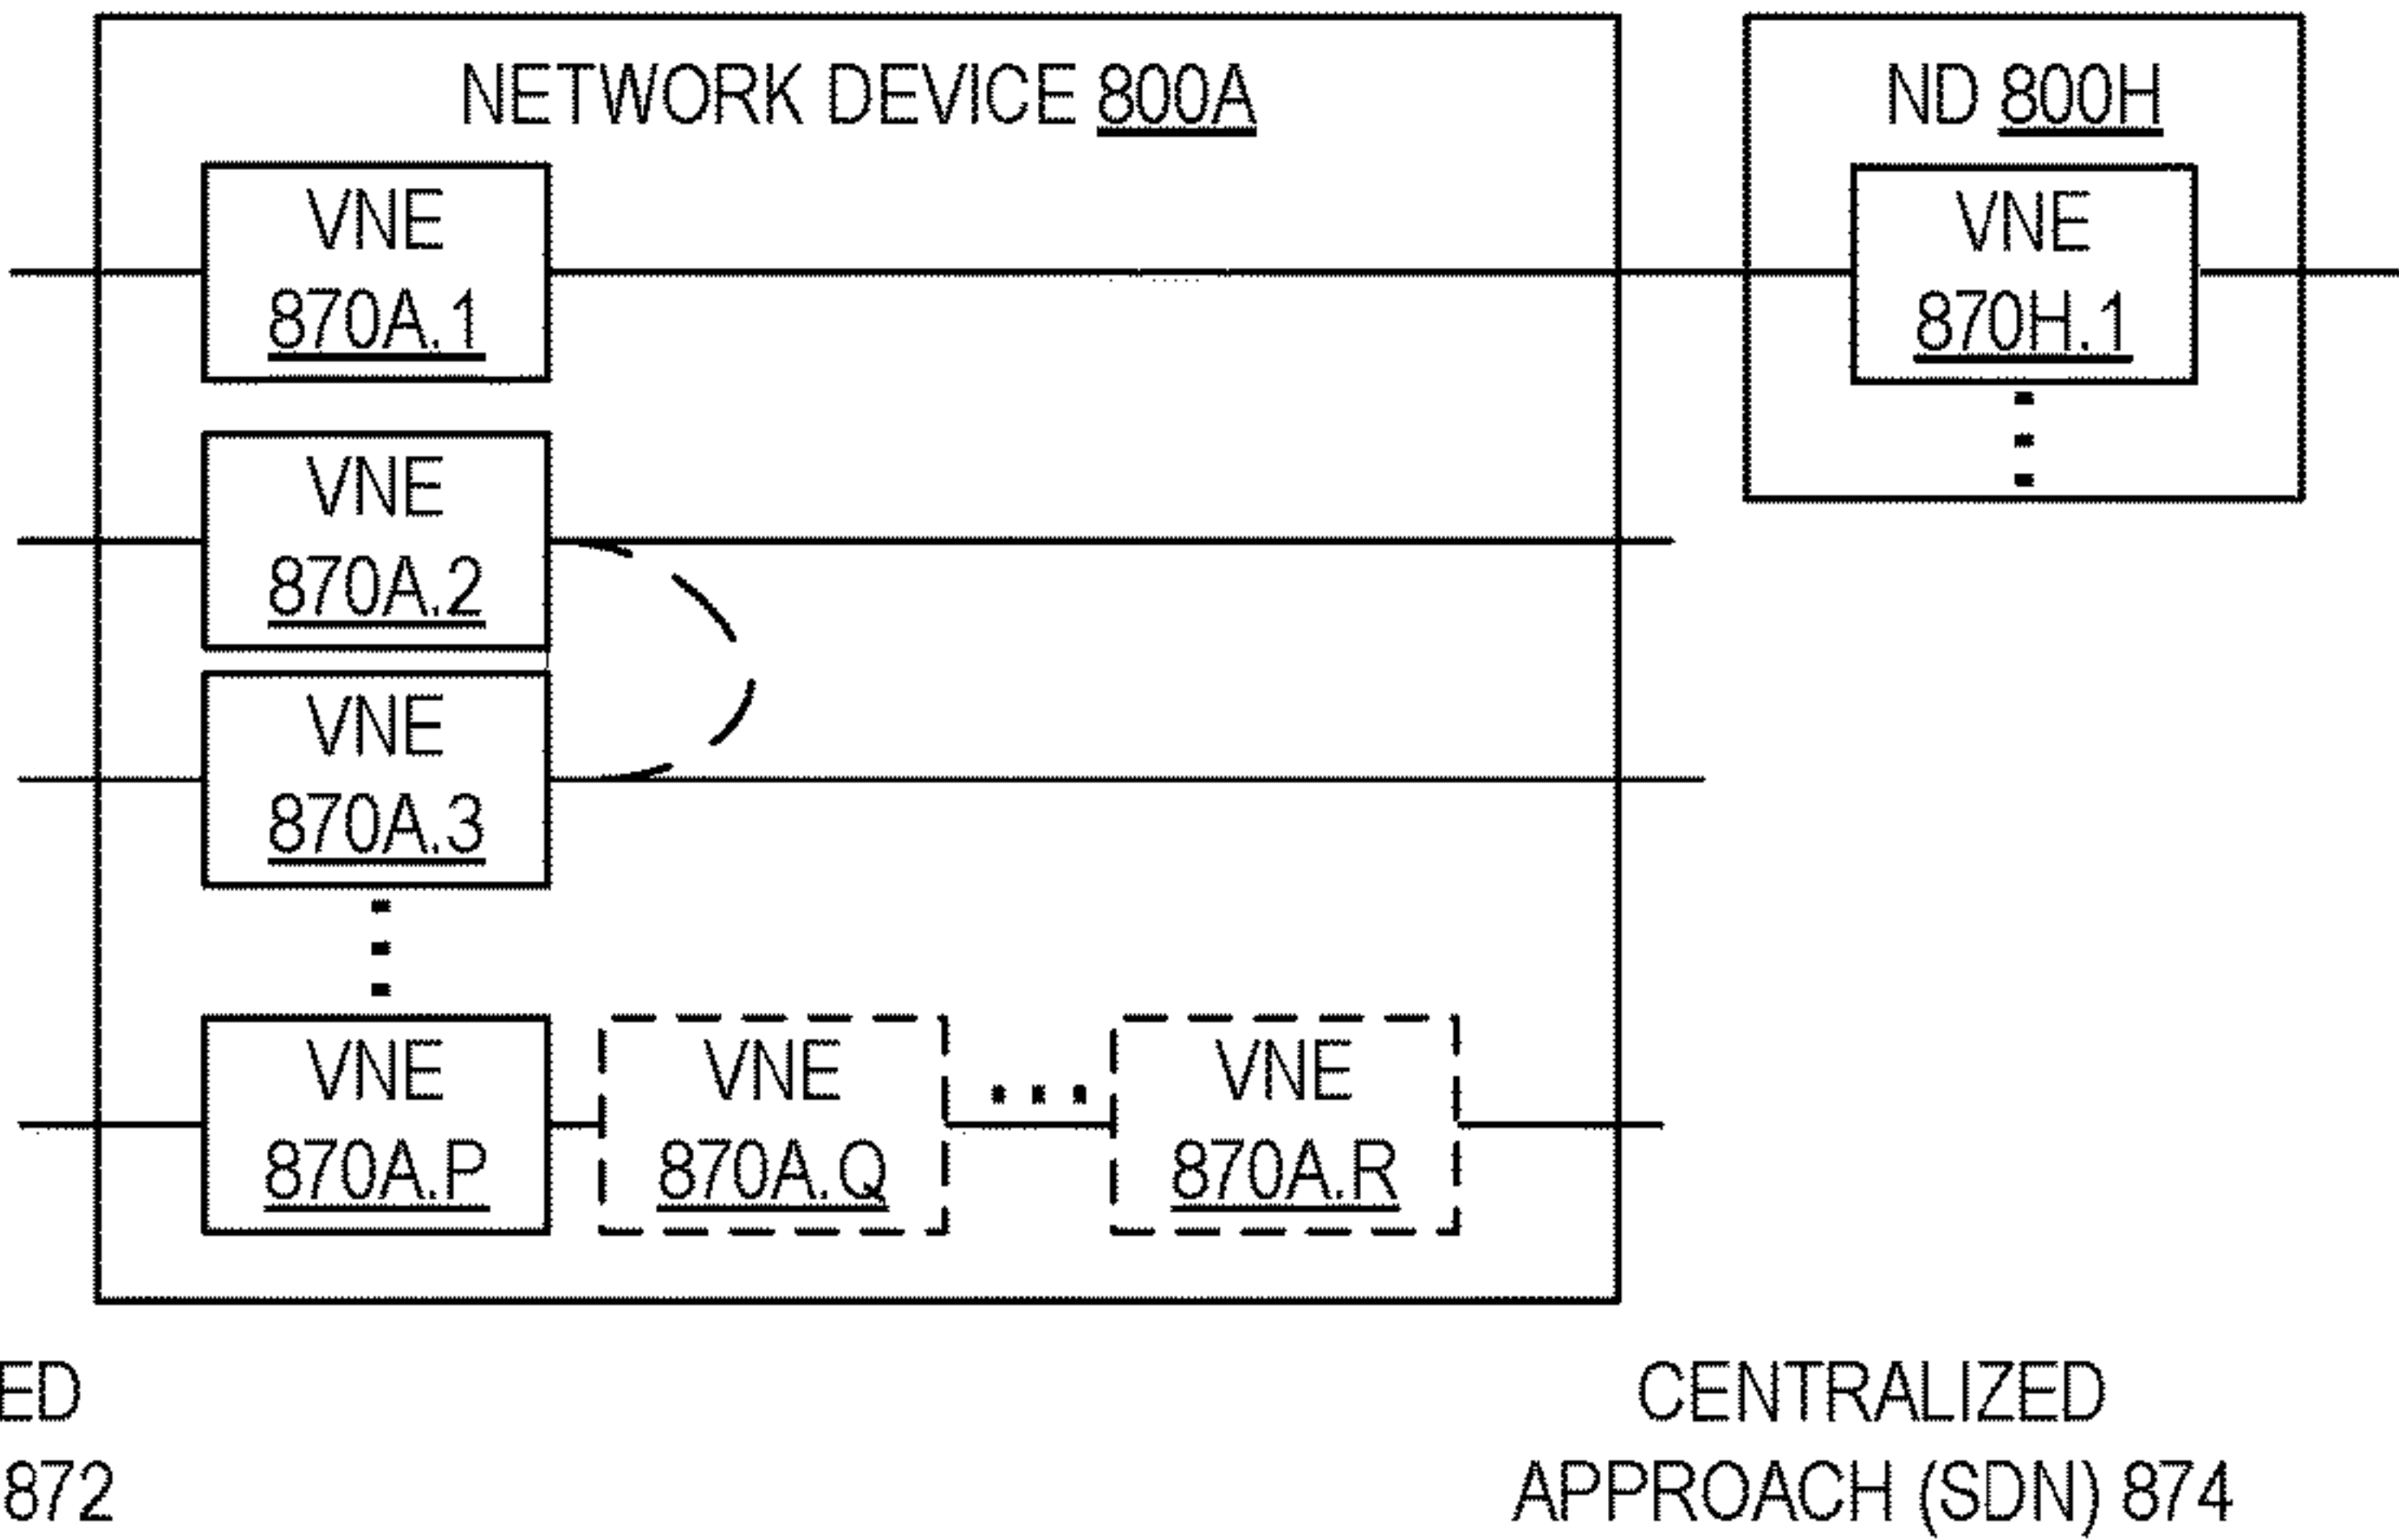 NETWORK DEVICE 800A
ND 800H
VNE
870A.1
VNE
870H.1
VNE
870A.2
VNE
870A.3
VNE
870A.P
VNE
870A.Q
VNE
870A.R
ED
872
CENTRALIZED
APPROACH (SDN) 874